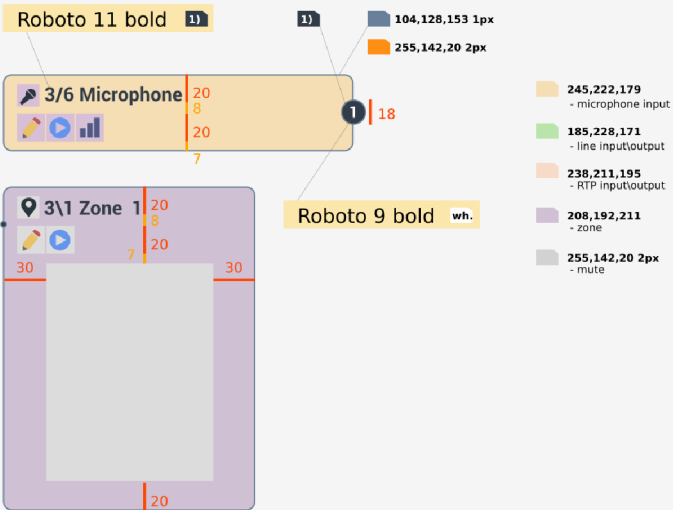 Roboto 11 bold 1)
1) 104,128,153 1px
255,142,20 2px
3/6 Microphone
20
8
20
7
1
18
245,222,179
- microphone input
185,228,171
- line input\output
238,211,195
- RTP input\output
208,192,211
- zone
255,142,20 2px
- mute
Roboto 9 bold wh.
3\1 Zone 1
20
8
20
7
30
30
20